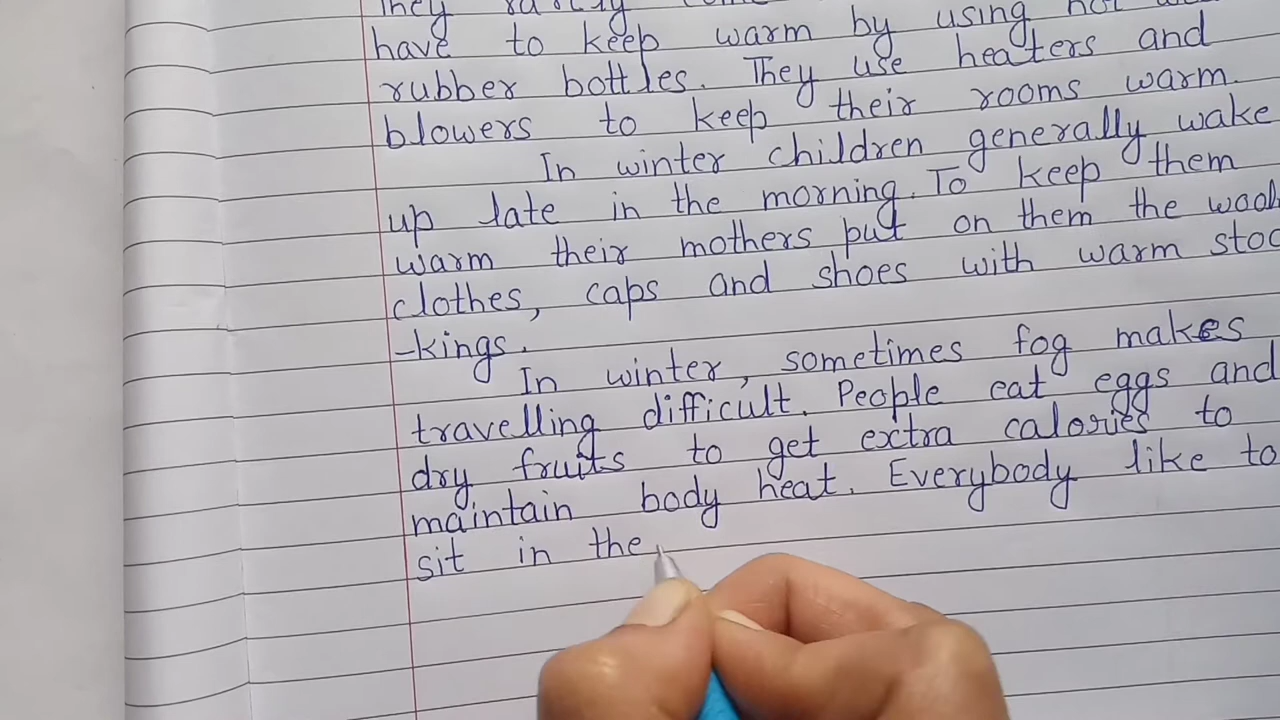 They
have to keep warm by using hot
rubber bottles. They use heaters and
blowers to keep their rooms warm.
In winter children generally wake
up late in the morning. To keep them
warm their mothers put on them the
clothes, caps and shoes with warm stoc
-kings.
In winter, sometimes fog makes
travelling difficult. People eat eggs and
dry fruits to get extra calories to
maintain body heat. Everybody like to
sit in the